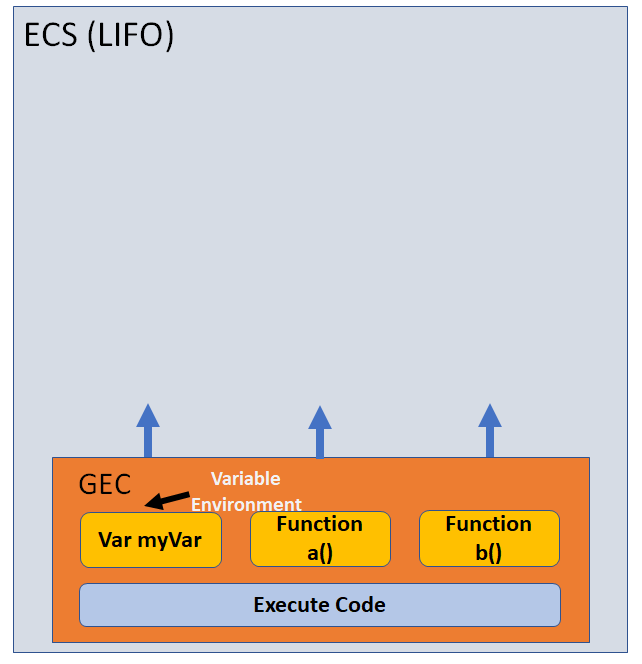 ECS (LIFO)
GEC
Variable
Environment
Var myVar
Function
a()
Function
b()
Execute Code